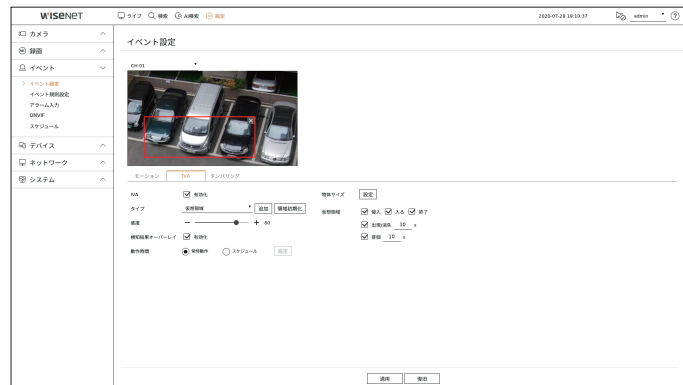 WISENET
ライブ 検索 AI検索 設定
2020-07-28 19:10:37
admin
?
カメラ
録画
イベント
> イベント設定
イベント規則設定
アラーム入力
ONVIF
スケジュール
デバイス
ネットワーク
システム
イベント設定
CH 01
モーション IVA タンパリング
IVA 有効化
タイプ 仮想領域 追加 領域初期化
感度 80
検知結果オーバーレイ 有効化
動作時間 常時動作 スケジュール 設定
物体サイズ 設定
仮想領域 侵入 入る 終了
出現/消失 10 s
徘徊 10 s
適用 復旧